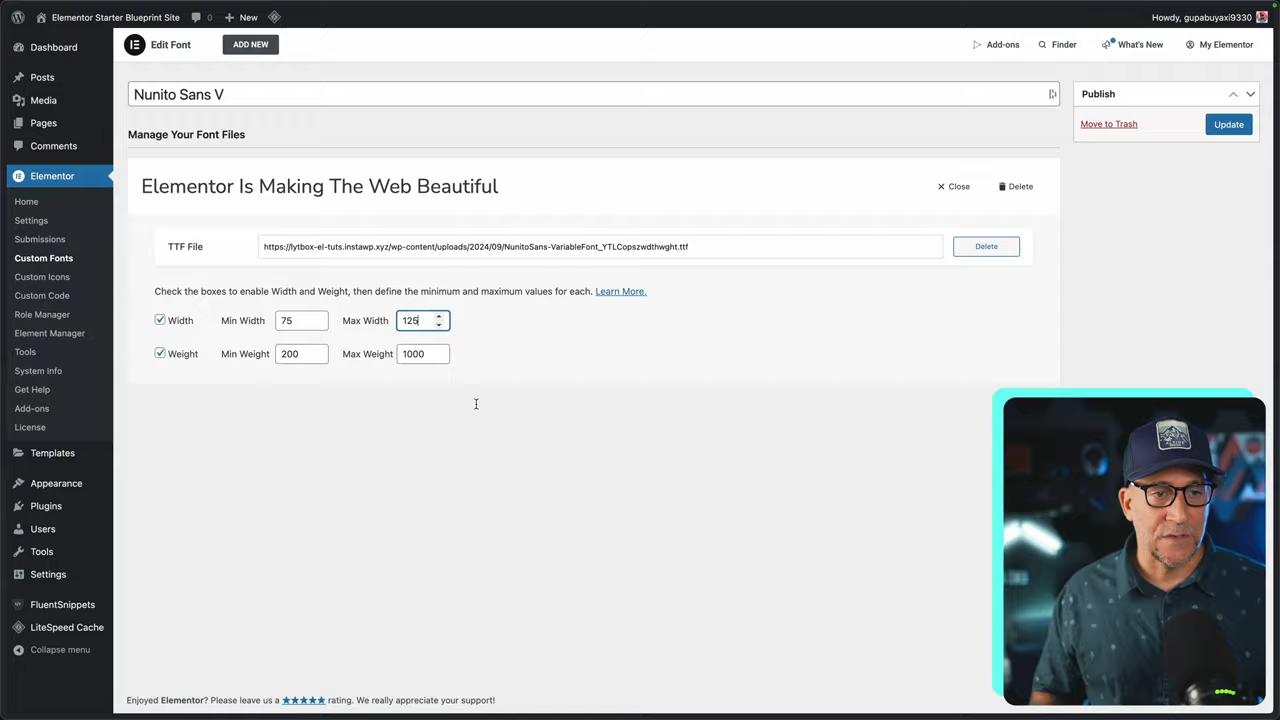 Elementor Starter Blueprint Site
0
New
Howdy, gupabuyaxi9330
Dashboard
Posts
Media
Pages
Comments
Elementor
Home
Settings
Submissions
Custom Fonts
Custom Icons
Custom Code
Role Manager
Element Manager
Tools
System Info
Get Help
Add-ons
License
Templates
Appearance
Plugins
Users
Tools
Settings
FluentSnippets
LiteSpeed Cache
Collapse menu
Edit Font
ADD NEW
Add-ons
Finder
What's New
My Elementor
Nunito Sans V
Manage Your Font Files
Elementor Is Making The Web Beautiful
Close
Delete
TTF File
https://lytbox-el-tuts.instawp.xyz/wp-content/uploads/2024/09/NunitoSans-VariableFont_YTLCopszwdthwght.ttf
Delete
Check the boxes to enable Width and Weight, then define the minimum and maximum values for each. Learn More.
Width Min Width 75 Max Width 125
Weight Min Weight 200 Max Weight 1000
Publish
Move to Trash
Update
Enjoyed Elementor? Please leave us a ★★★★★ rating. We really appreciate your support!